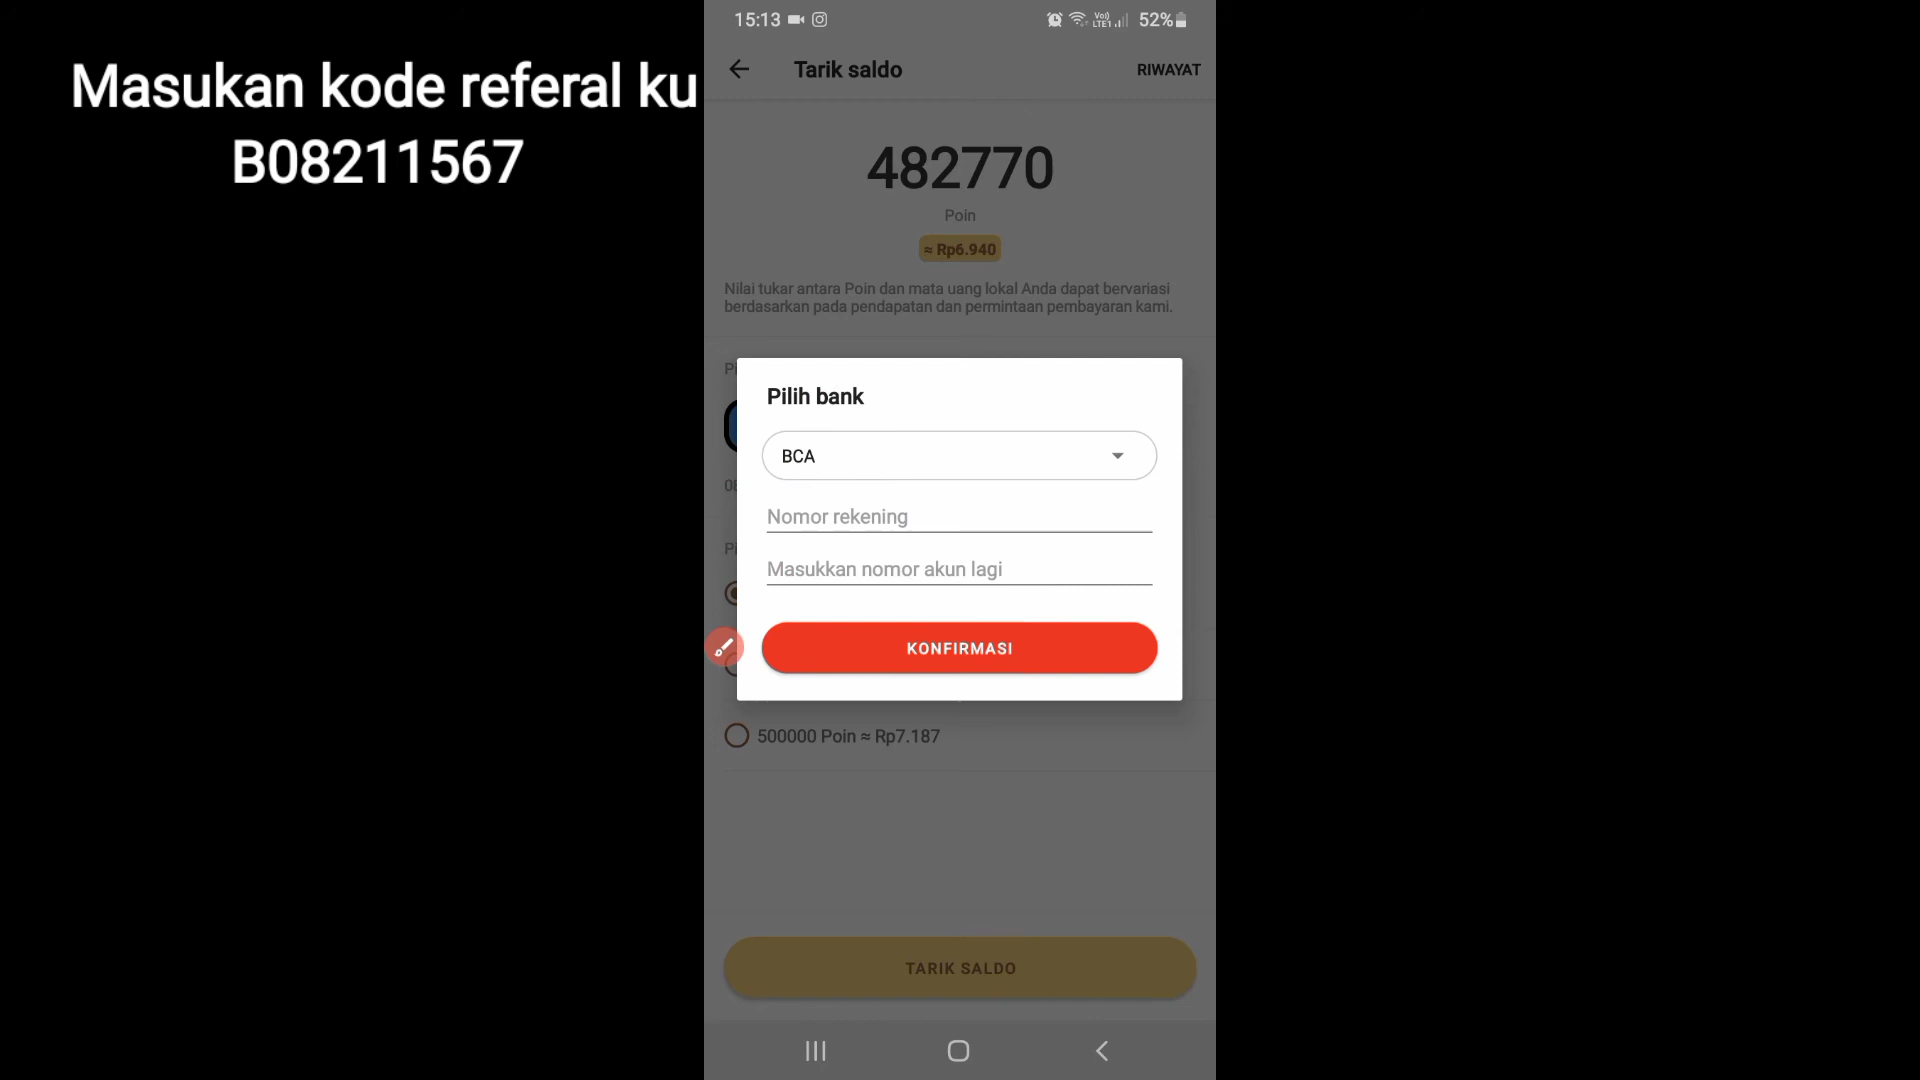 Masukan kode referal ku
B08211567
15:13
52%
Tarik saldo
RIWAYAT
482770
Poin
≈ Rp6.940
Nilai tukar antara Poin dan mata uang lokal Anda dapat bervariasi
berdasarkan pada pendapatan dan permintaan pembayaran kami.
Pilih bank
BCA
Nomor rekening
Masukkan nomor akun lagi
KONFIRMASI
500000 Poin ≈ Rp7.187
TARIK SALDO